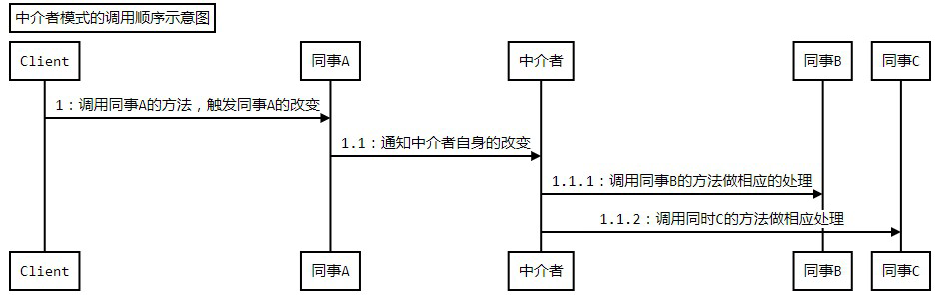 中介者模式的调用顺序示意图
Client
同事A
中介者
同事B
同事C
1：调用同事A的方法，触发同事A的改变
1.1：通知中介者自身的改变
1.1.1：调用同事B的方法做相应的处理
1.1.2：调用同时C的方法做相应处理
Client
同事A
中介者
同事B
同事C